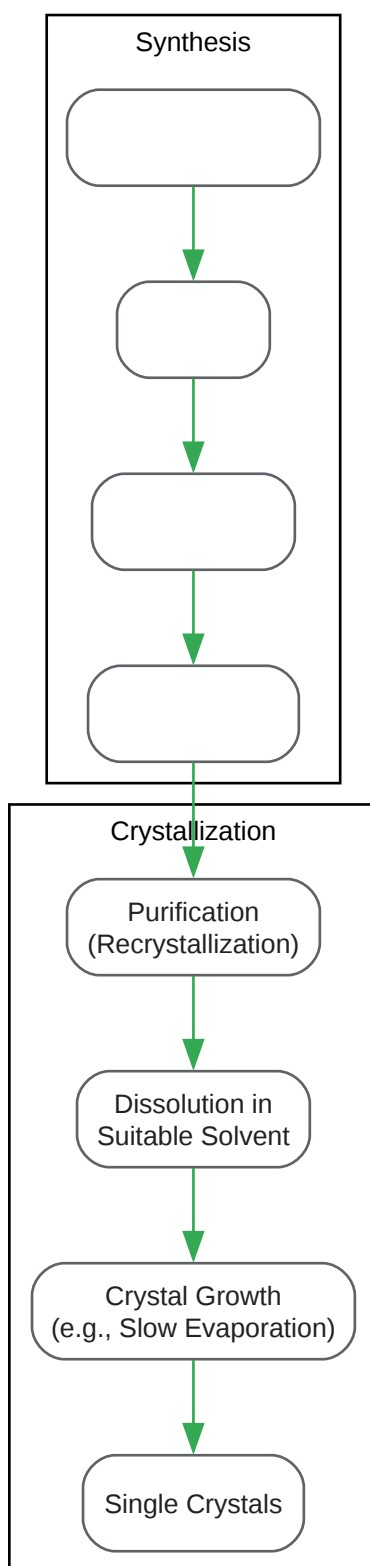 Synthesis
Crystallization
Purification
(Recrystallization)
Dissolution in
Suitable Solvent
Crystal Growth
(e.g., Slow Evaporation)
Single Crystals